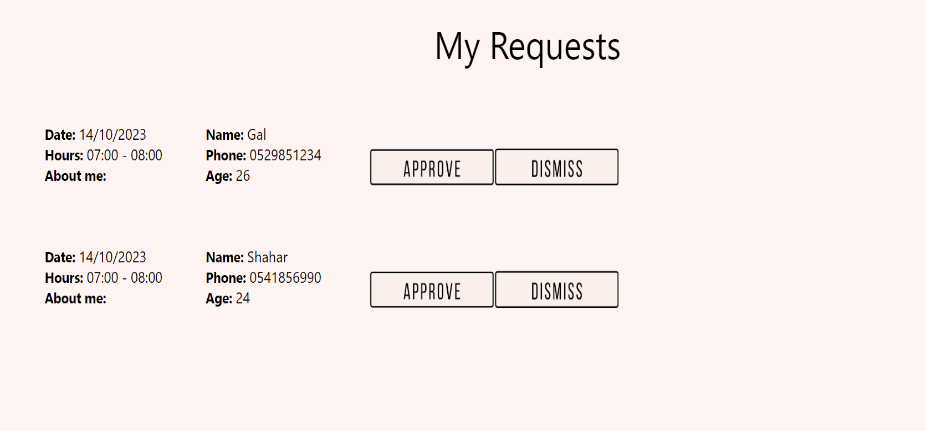 My Requests
Date: 14/10/2023
Hours: 07:00 - 08:00
About me:
Name: Gal
Phone: 0529851234
Age: 26
APPROVE
DISMISS
Date: 14/10/2023
Hours: 07:00 - 08:00
About me:
Name: Shahar
Phone: 0541856990
Age: 24
APPROVE
DISMISS